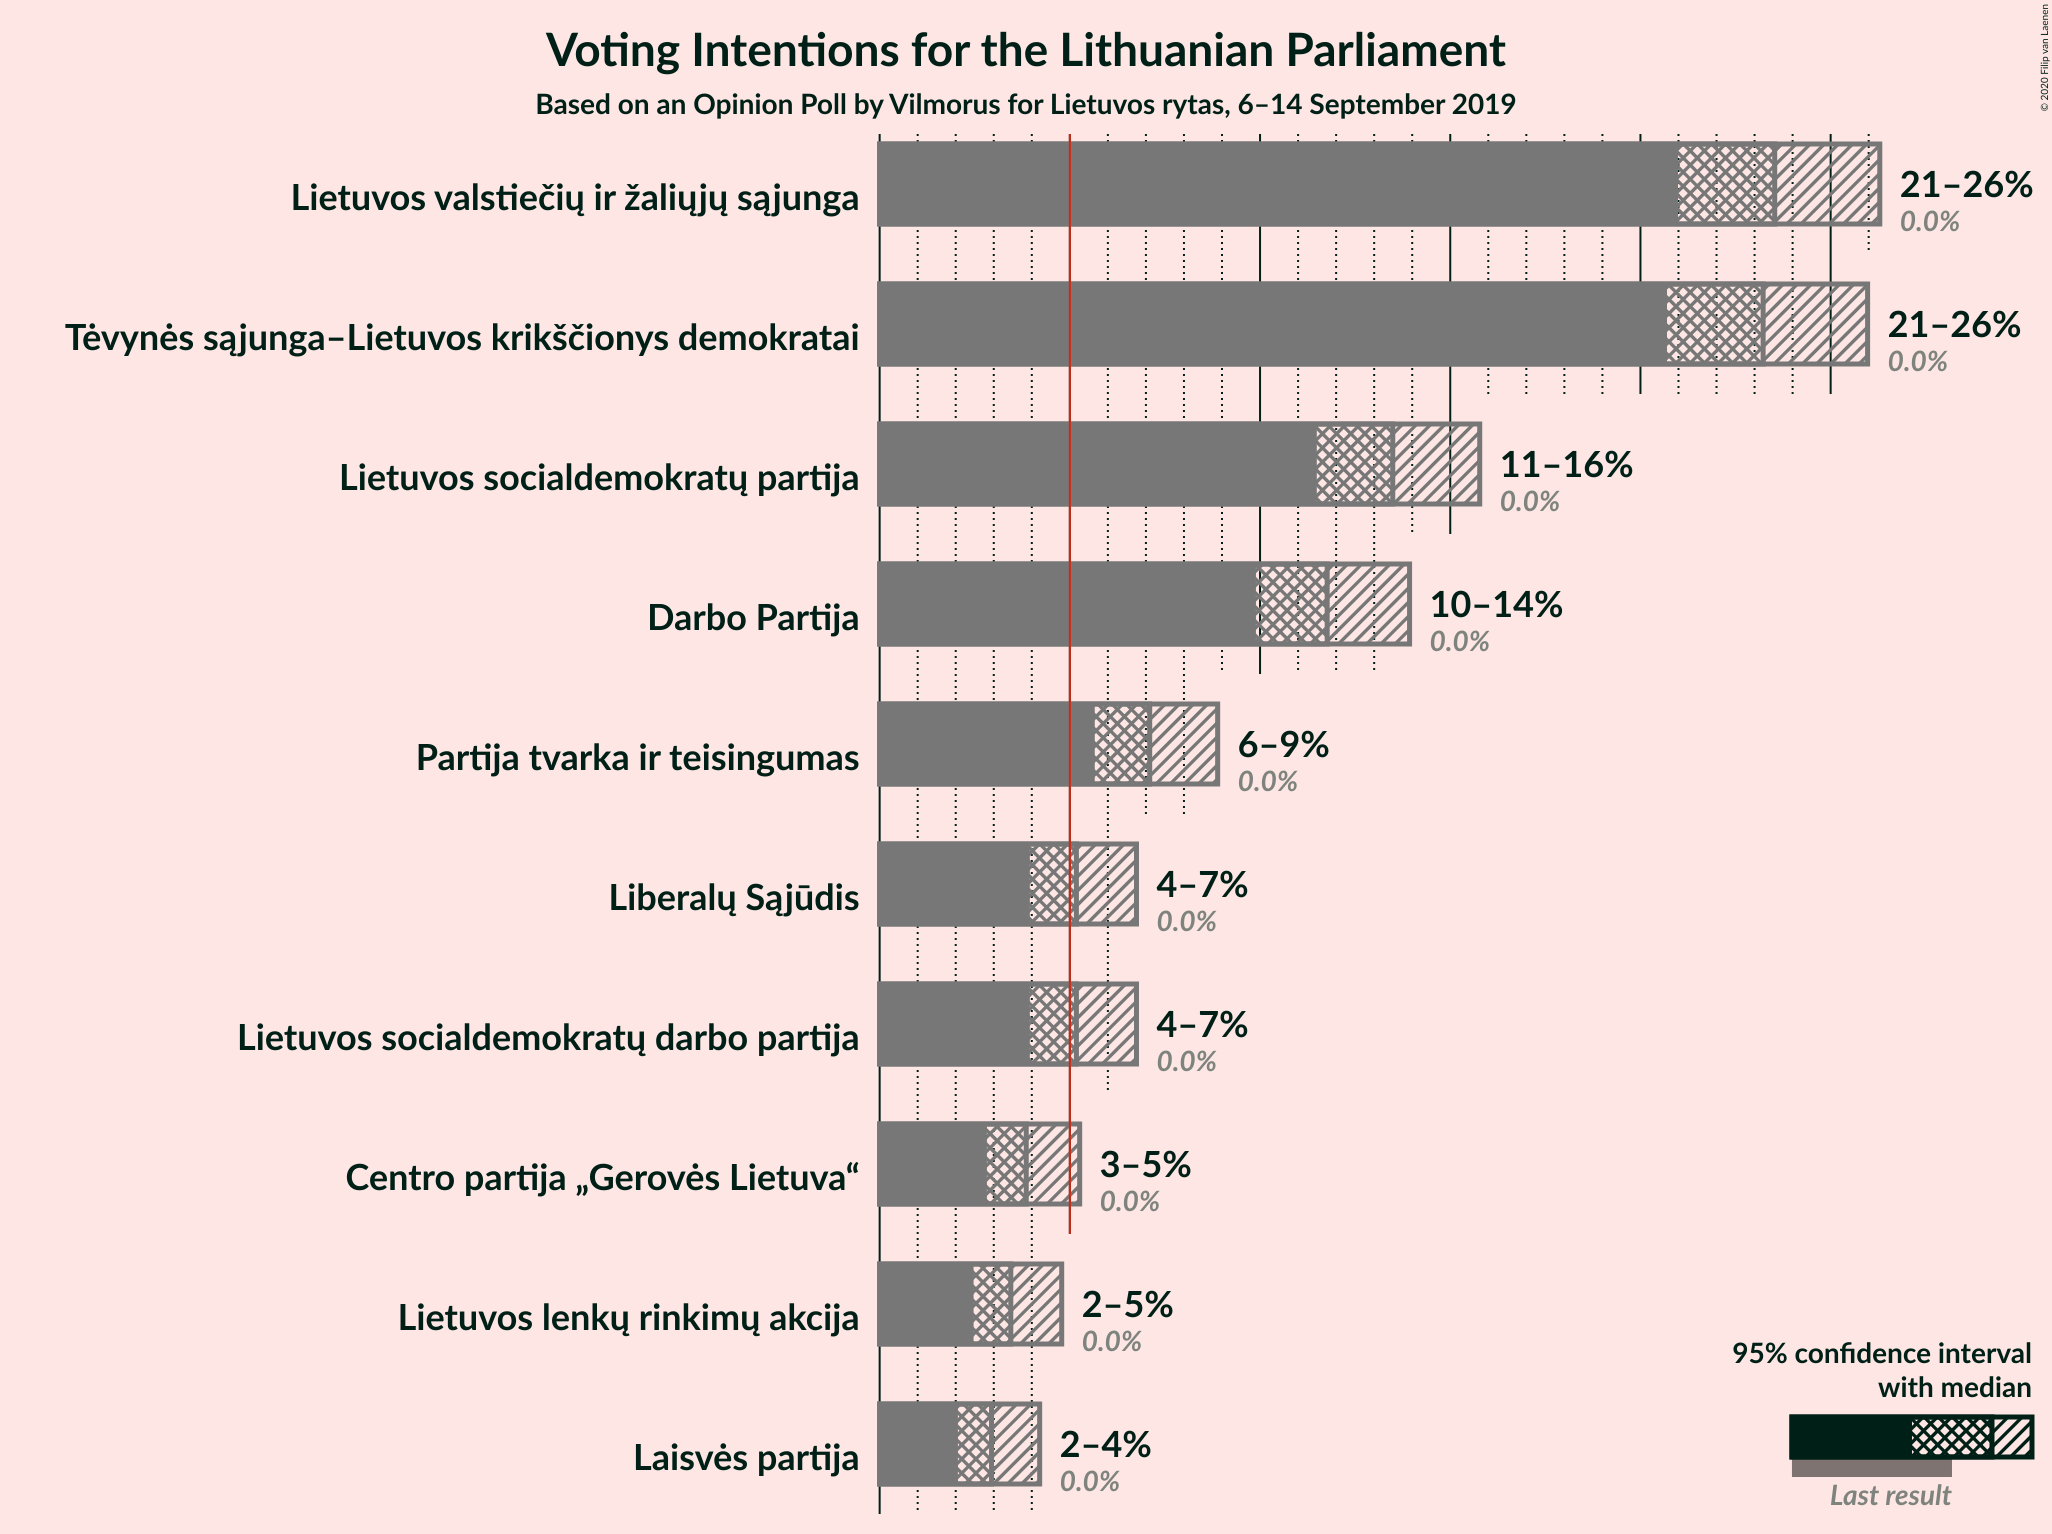 Voting Intentions for the Lithuanian Parliament
Based on an Opinion Poll by Vilmorus for Lietuvos rytas, 6–14 September 2019
© 2020 Filip van Laenen
Lietuvos valstiečių ir žaliųjų sąjunga
21–26%
0.0%
Tėvynės sąjunga–Lietuvos krikščionys demokratai
21–26%
0.0%
Lietuvos socialdemokratų partija
11–16%
0.0%
Darbo Partija
10–14%
0.0%
Partija tvarka ir teisingumas
6–9%
0.0%
Liberalų Sąjūdis
4–7%
0.0%
Lietuvos socialdemokratų darbo partija
4–7%
0.0%
Centro partija „Gerovės Lietuva“
3–5%
0.0%
Lietuvos lenkų rinkimų akcija
2–5%
0.0%
Laisvės partija
2–4%
0.0%
95% confidence interval
with median
Last result